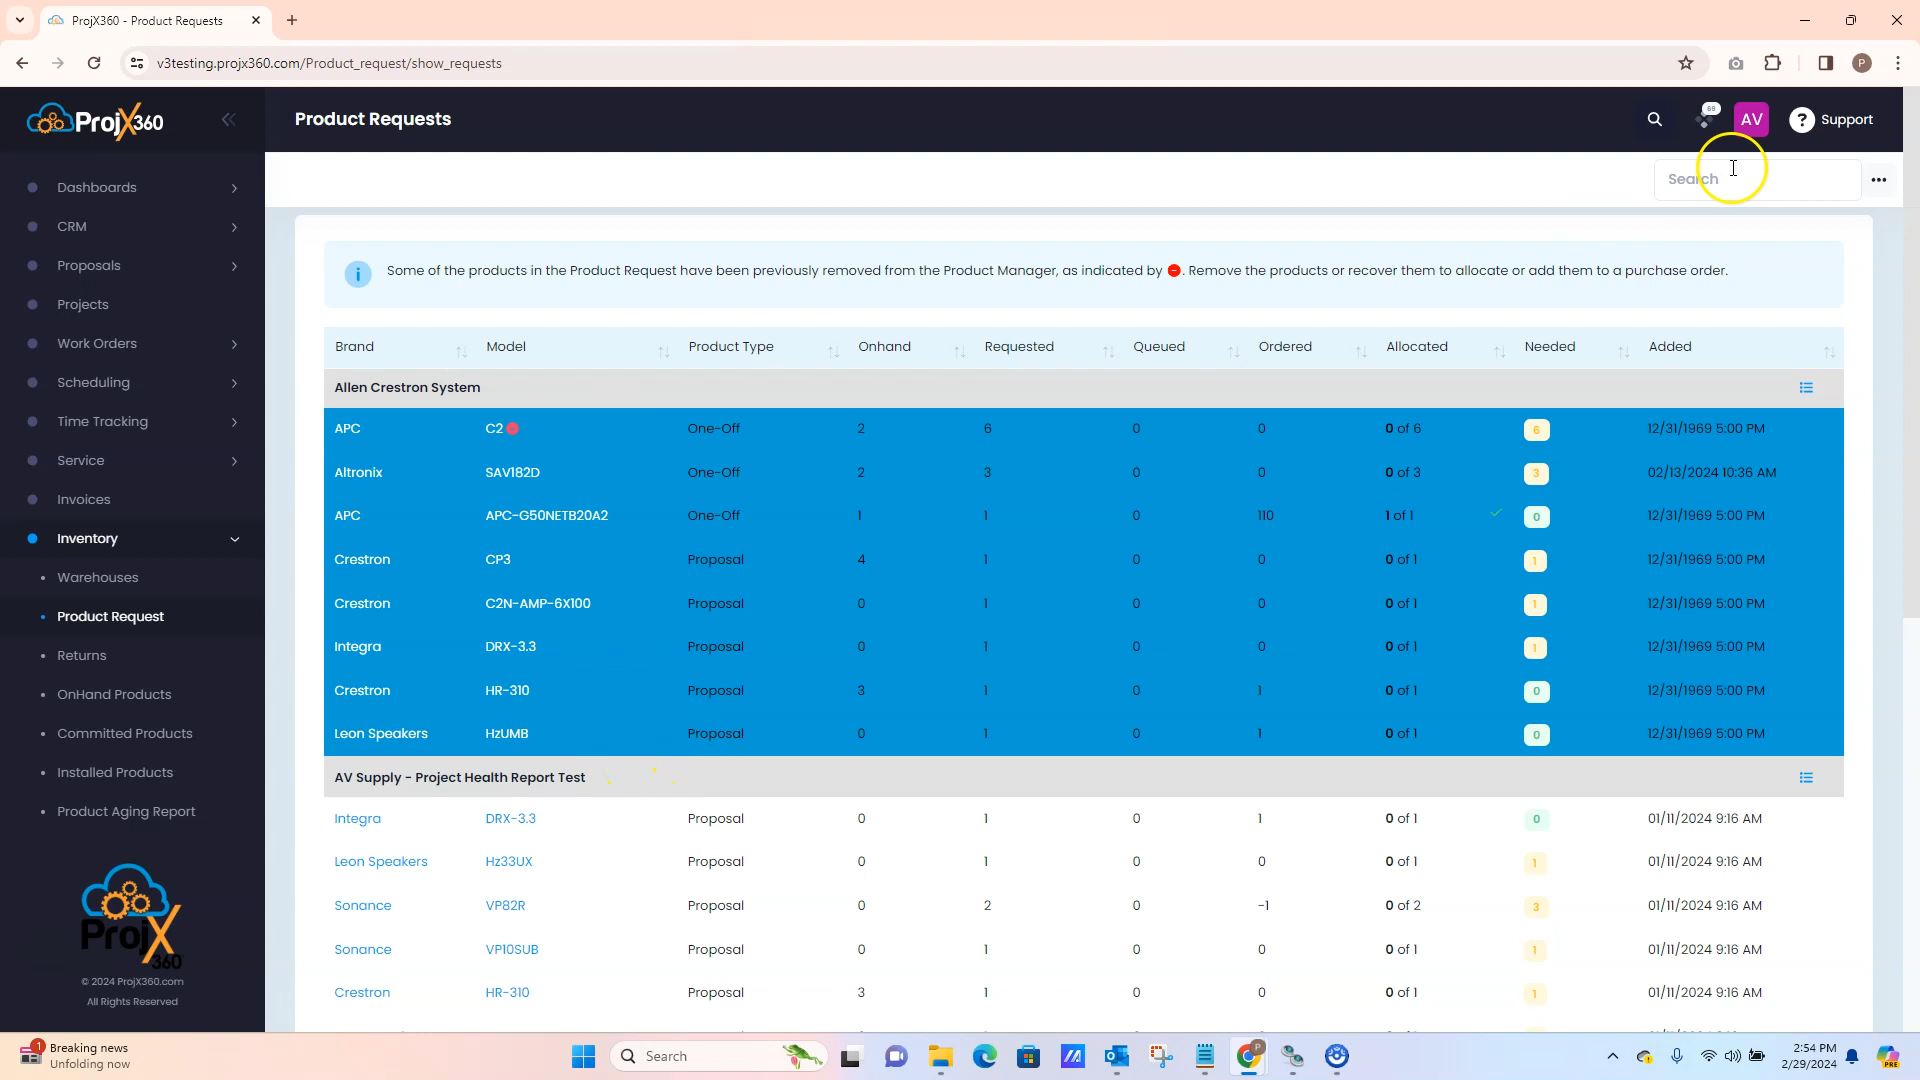 ProjX360 - Product Requests
v3testing.projx360.com/Product_request/show_requests
P
ProjX360
Product Requests
69
AV
? Support
Search
Dashboards
CRM
Proposals
Projects
Work Orders
Scheduling
Time Tracking
Service
Invoices
Inventory
Warehouses
Product Request
Returns
OnHand Products
Committed Products
Installed Products
Product Aging Report
ProjX
360
© 2024 ProjX360.com
All Rights Reserved
Some of the products in the Product Request have been previously removed from the Product Manager, as indicated by . Remove the products or recover them to allocate or add them to a purchase order.
Brand Model Product Type Onhand Requested Queued Ordered Allocated Needed Added
Allen Crestron System
APC C2 One-Off 2 6 0 0 0 of 6 6 12/31/1969 5:00 PM
Altronix SAV182D One-Off 2 3 0 0 0 of 3 3 02/13/2024 10:36 AM
APC APC-G50NETB20A2 One-Off 1 1 0 110 1 of 1 0 12/31/1969 5:00 PM
Crestron CP3 Proposal 4 1 0 0 0 of 1 1 12/31/1969 5:00 PM
Crestron C2N-AMP-6X100 Proposal 0 1 0 0 0 of 1 1 12/31/1969 5:00 PM
Integra DRX-3.3 Proposal 0 1 0 0 0 of 1 1 12/31/1969 5:00 PM
Crestron HR-310 Proposal 3 1 0 1 0 of 1 0 12/31/1969 5:00 PM
Leon Speakers HzUMB Proposal 0 1 0 1 0 of 1 0 12/31/1969 5:00 PM
AV Supply - Project Health Report Test
Integra DRX-3.3 Proposal 0 1 0 1 0 of 1 0 01/11/2024 9:16 AM
Leon Speakers Hz33UX Proposal 0 1 0 0 0 of 1 1 01/11/2024 9:16 AM
Sonance VP82R Proposal 0 2 0 -1 0 of 2 3 01/11/2024 9:16 AM
Sonance VP10SUB Proposal 0 1 0 0 0 of 1 1 01/11/2024 9:16 AM
Crestron HR-310 Proposal 3 1 0 0 0 of 1 1 01/11/2024 9:16 AM
1
Breaking news
Unfolding now
Search
P
2:54 PM
2/29/2024
PRE